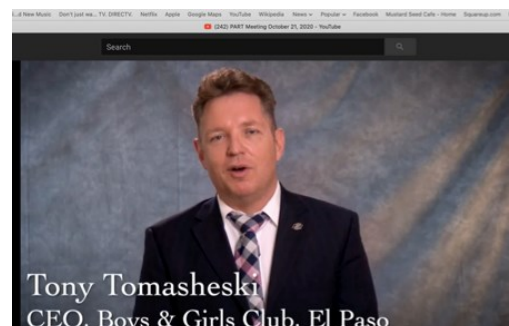 ...d New Music Don't just wa... TV. DIRECTV. Netflix Apple Google Maps YouTube Wikipedia News Popular Facebook Mustard Seed Cafe - Home Squareup.com
(242) PART Meeting October 21, 2020 - YouTube
Search
Tony Tomasheski
CEO, Boys & Girls Club, El Paso